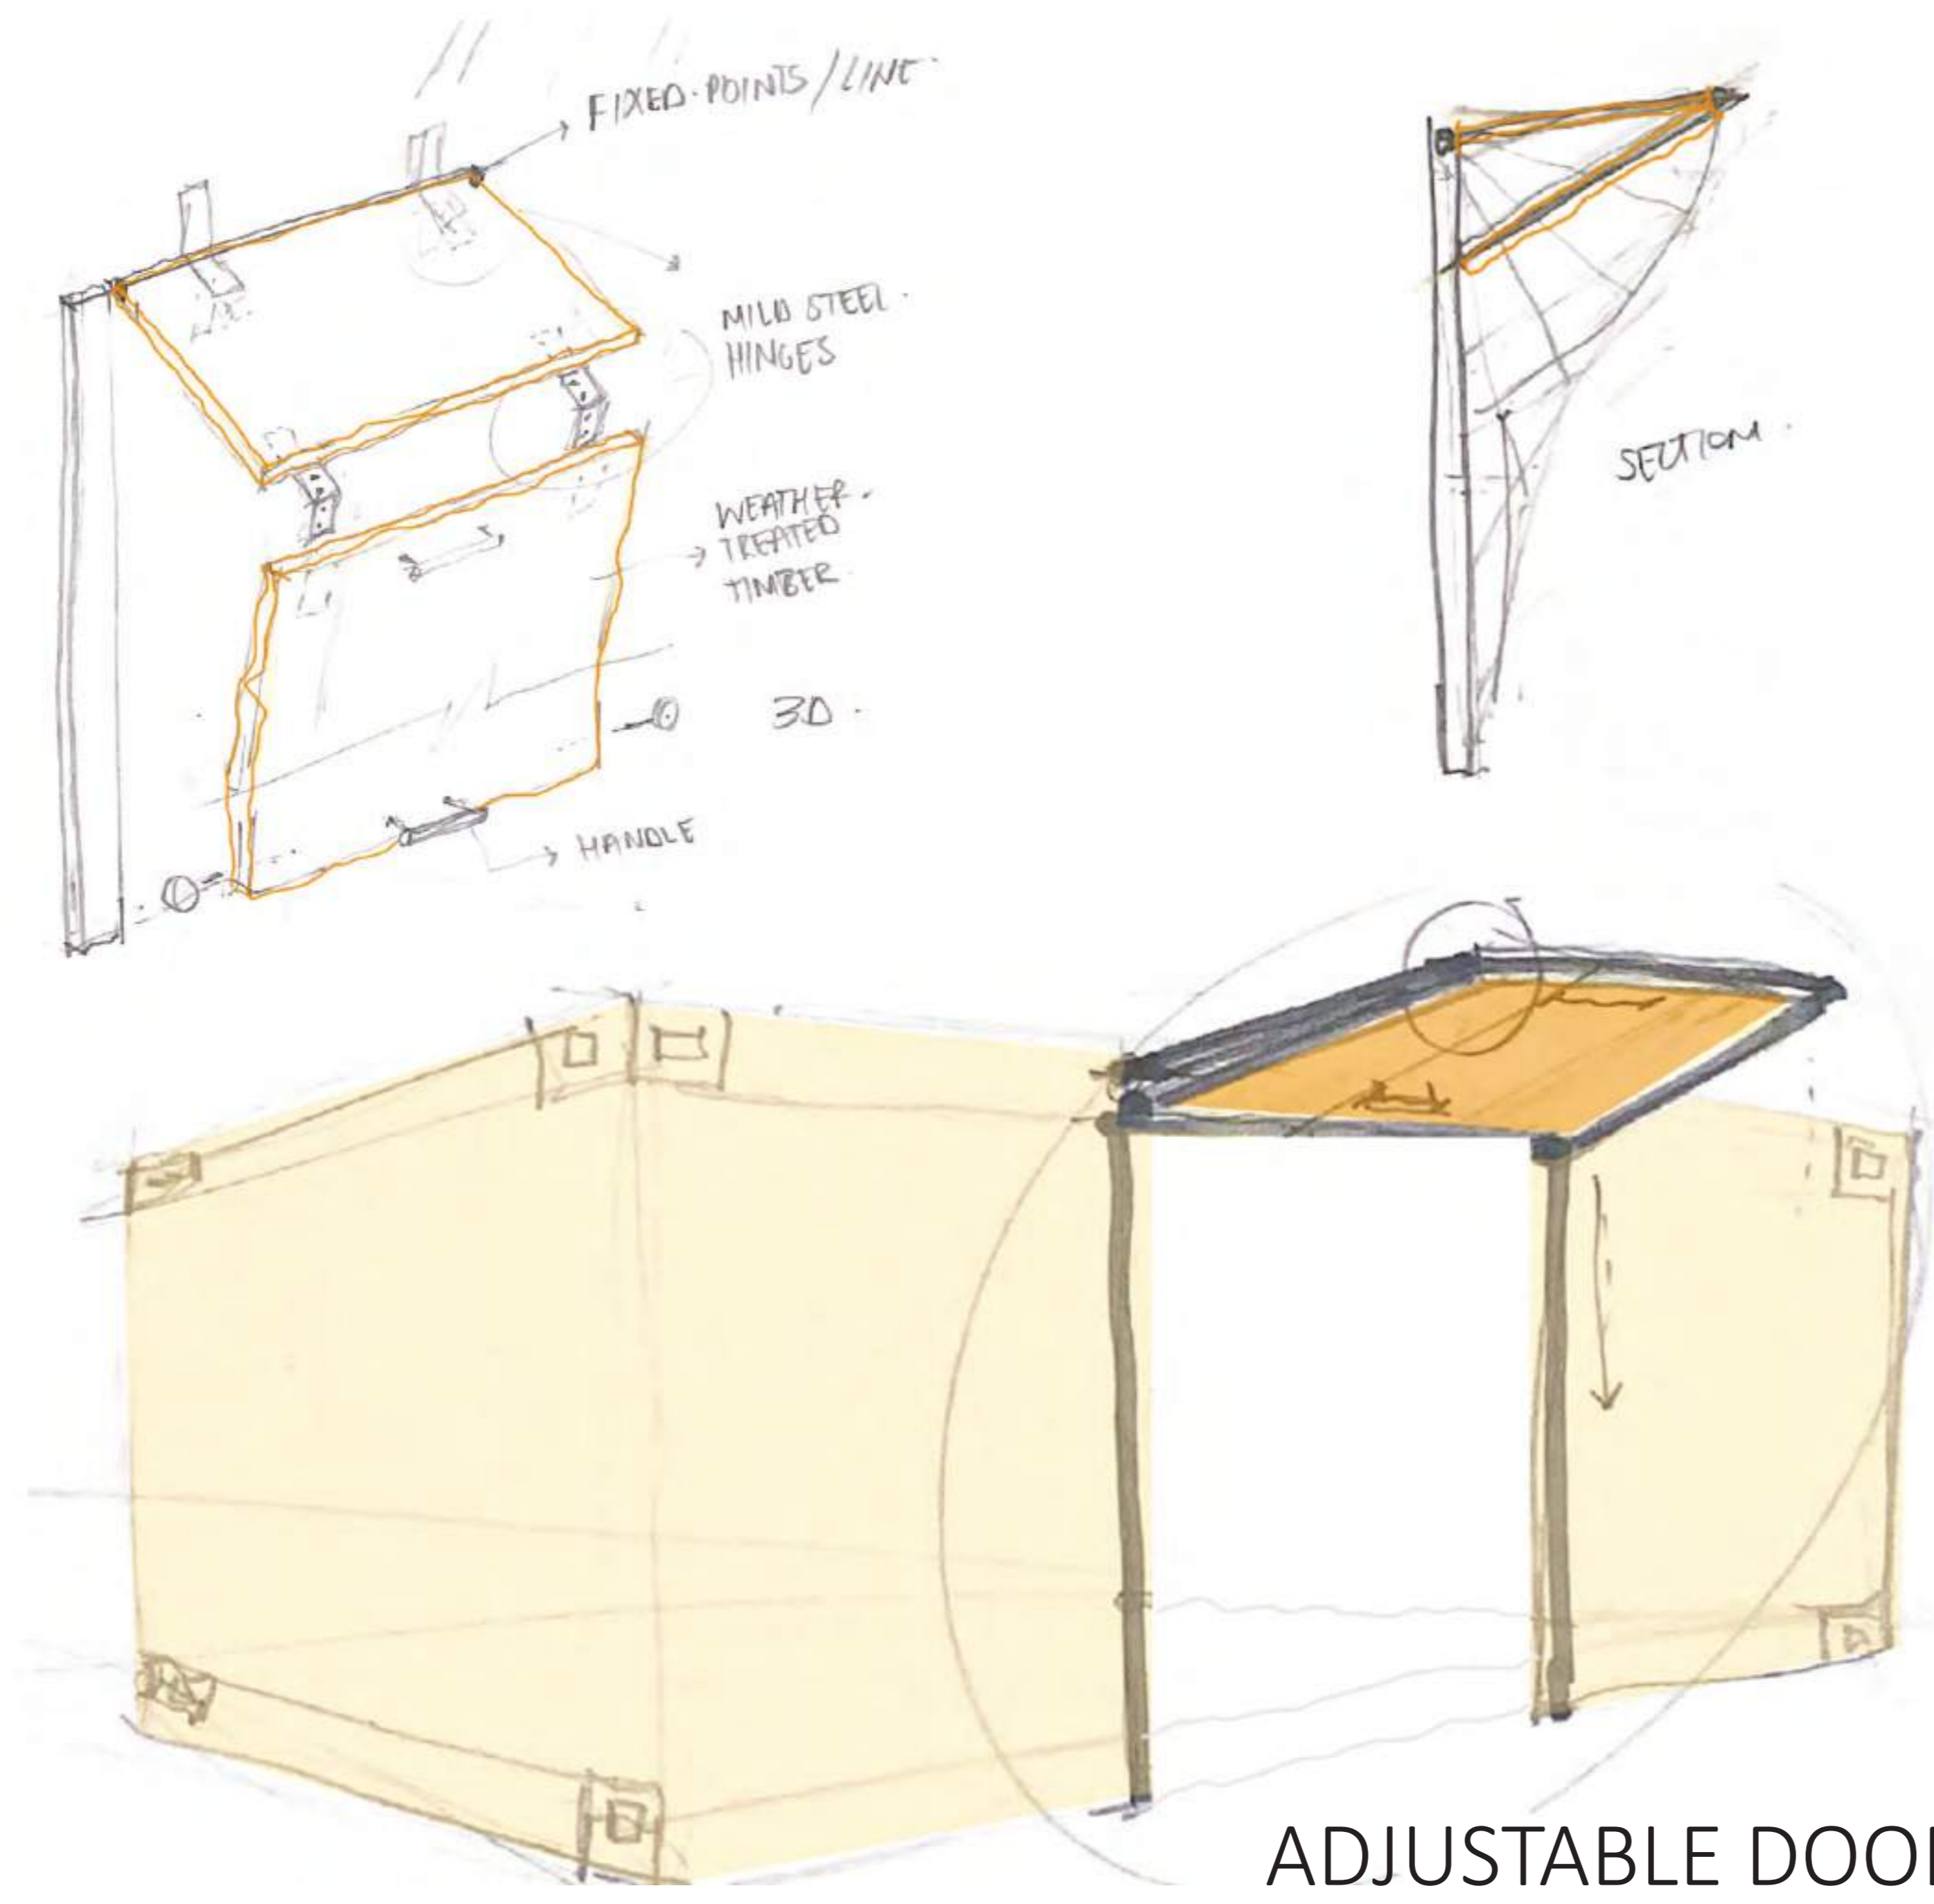 FIXED.POINTS/LINE.
MILD STEEL.
HINGES
WEATHER.
TREATED
TIMBER.
SECTION.
3D.
HANDLE
ADJUSTABLE DOO